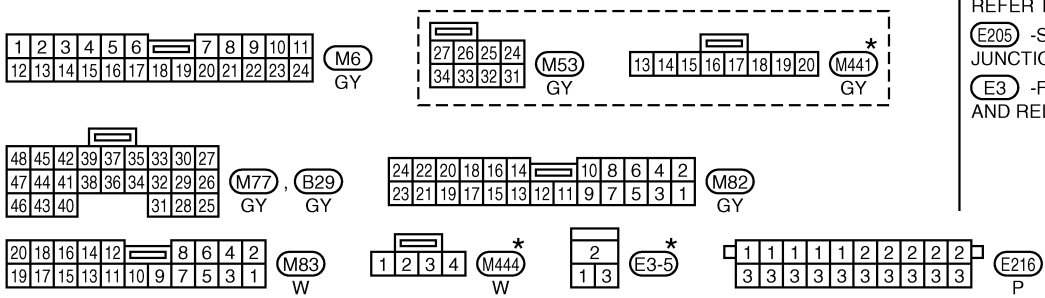 1 2 3 4 5 6 7 8 9 10 11
12 13 14 15 16 17 18 19 20 21 22 23 24
M6
GY
27 26 25 24
34 33 32 31
M53
GY
13 14 15 16 17 18 19 20
*
M441
GY
REFER T
E205 -S
JUNCTIO
E3 -F
AND REL
48 45 42 39 37 35 33 30 27
47 44 41 38 36 34 32 29 26
46 43 40 31 28 25
M77 , B29
GY GY
24 22 20 18 16 14 10 8 6 4 2
23 21 19 17 15 13 12 11 9 7 5 3 1
M82
GY
20 18 16 14 12 8 6 4 2
19 17 15 13 11 10 9 7 5 3 1
M83
W
1 2 3 4
*
M444
W
2
1 3
*
E3-5
1 1 1 1 1 2 2 2 2 2
3 3 3 3 3 3 3 3 3 3
E216
P